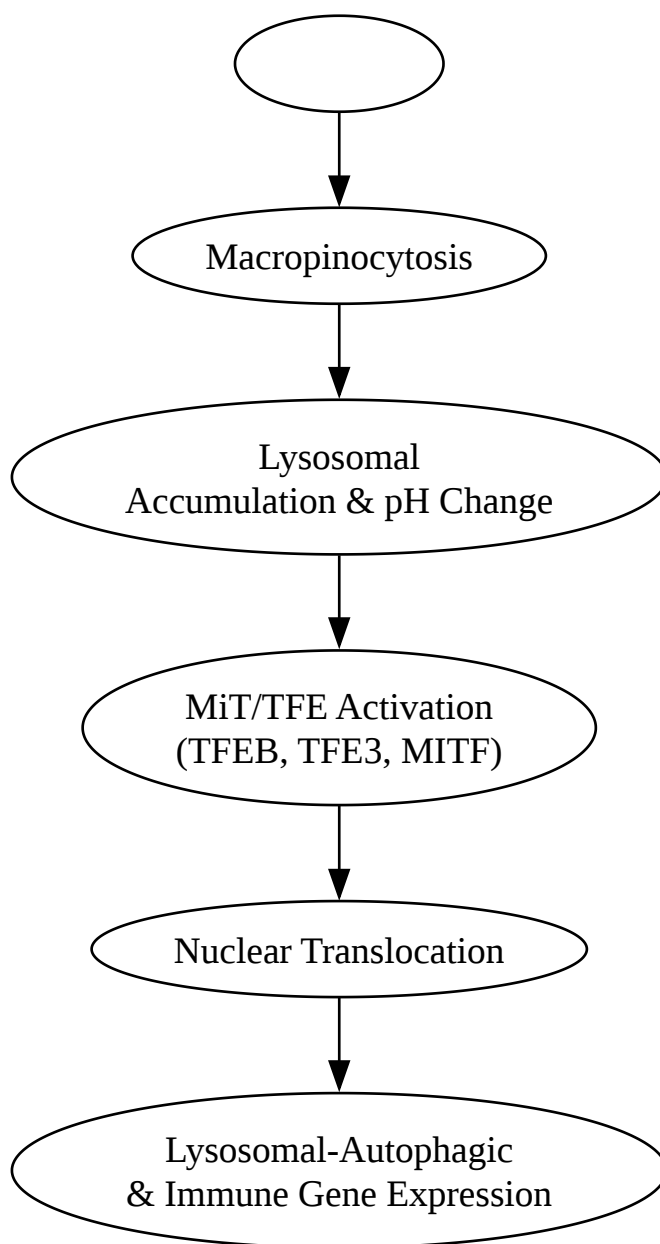 Macropinocytosis
Lysosomal
Accumulation & pH Change
MiT/TFE Activation
(TFEB, TFE3, MITF)
Nuclear Translocation
Lysosomal-Autophagic
& Immune Gene Expression